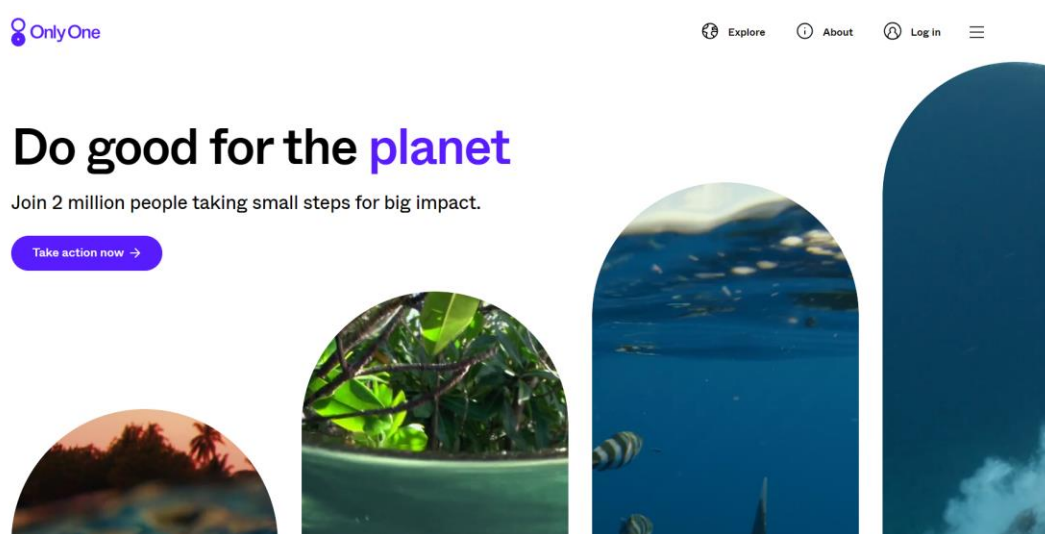 Only One
Explore
About
Log in
Do good for the planet
Join 2 million people taking small steps for big impact.
Take action now →